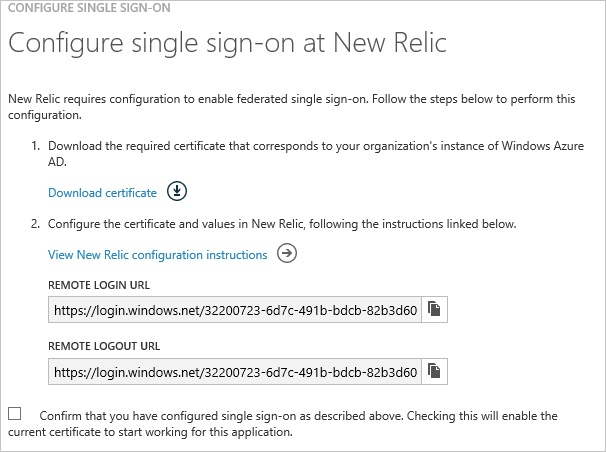 CONFIGURE SINGLE SIGN-ON
Configure single sign-on at New Relic
New Relic requires configuration to enable federated single sign-on. Follow the steps below to perform this
configuration.
1. Download the required certificate that corresponds to your organization's instance of Windows Azure
AD.
Download certificate
2. Configure the certificate and values in New Relic, following the instructions linked below.
View New Relic configuration instructions
REMOTE LOGIN URL
https://login.windows.net/32200723-6d7c-491b-bdcb-82b3d60
REMOTE LOGOUT URL
https://login.windows.net/32200723-6d7c-491b-bdcb-82b3d60
Confirm that you have configured single sign-on as described above. Checking this will enable the
current certificate to start working for this application.